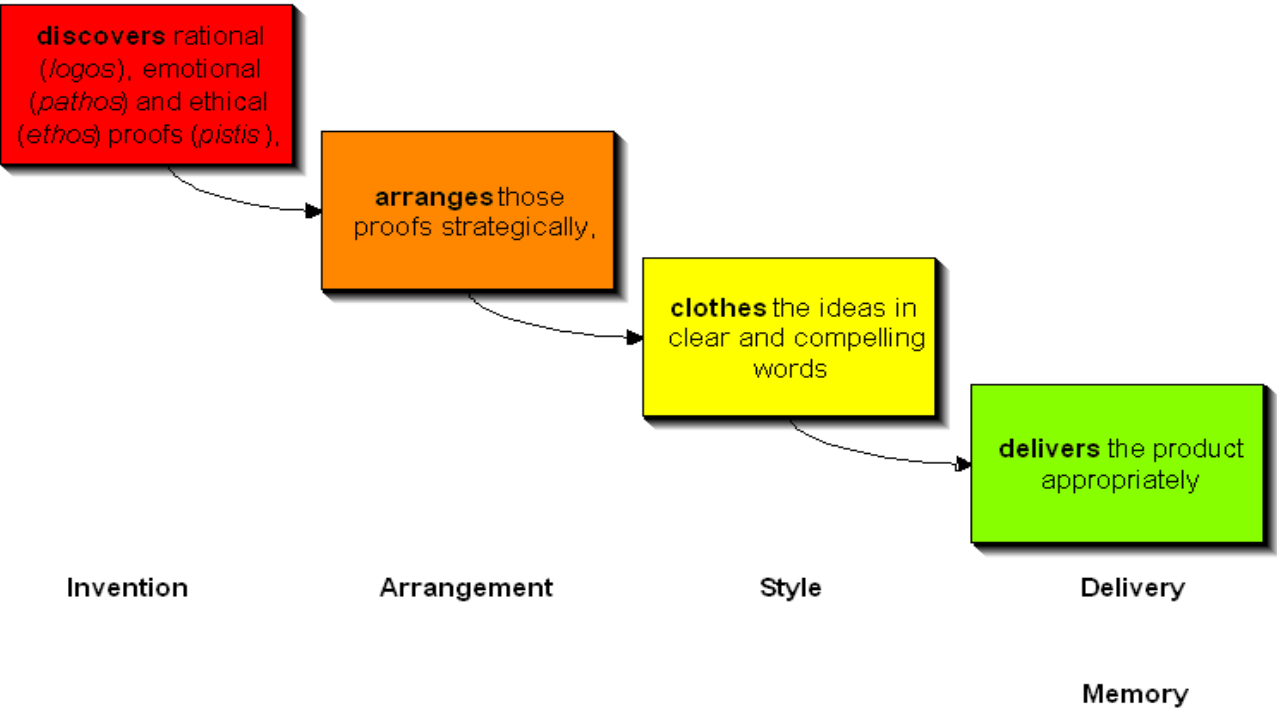 discovers rational
(logos), emotional
(pathos) and ethical
(ethos) proofs (pistis),
arranges those
proofs strategically,
clothes the ideas in
clear and compelling
words
delivers the product
appropriately
Invention
Arrangement
Style
Delivery
Memory